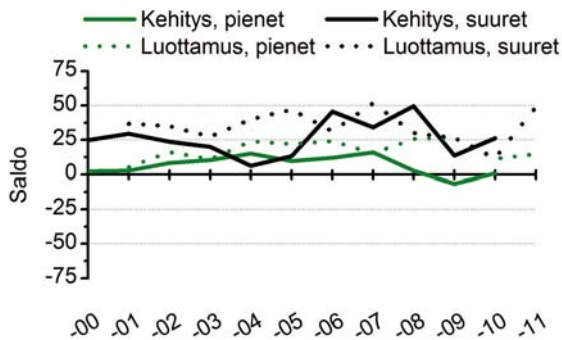 Kehitys, pienet Kehitys, suuret
Luottamus, pienet Luottamus, suuret
75
50
25
0
-25
-50
-75
Saldo
-00 -01 -02 -03 -04 -05 -06 -07 -08 -09 -10 -11